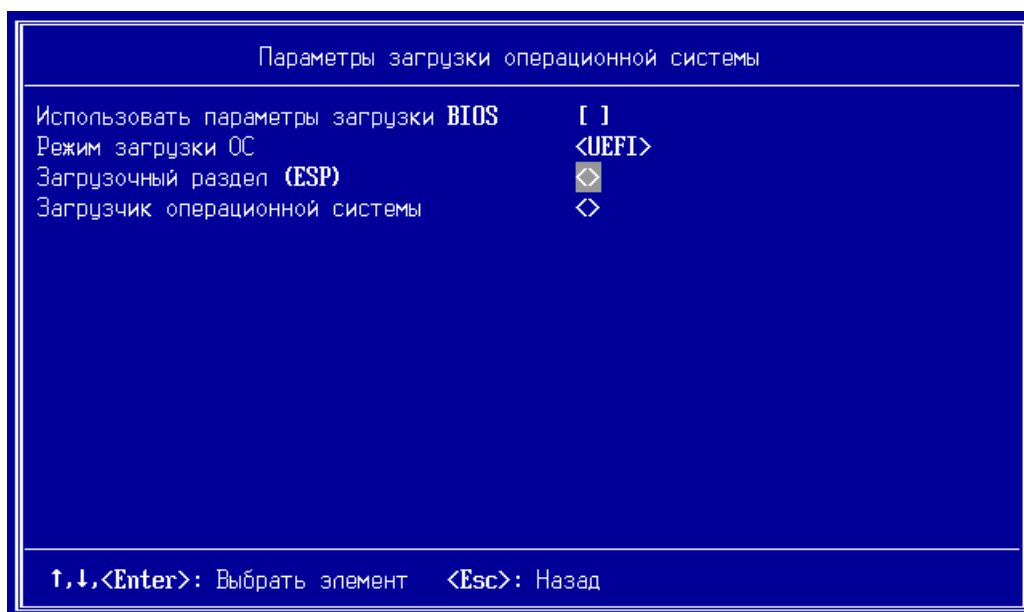 Параметры загрузки операционной системы
Использовать параметры загрузки BIOS [ ]
Режим загрузки ОС <UEFI>
Загрузочный раздел (ESP) <>
Загрузчик операционной системы <>
↑,↓,<Enter>: Выбрать элемент <Esc>: Назад